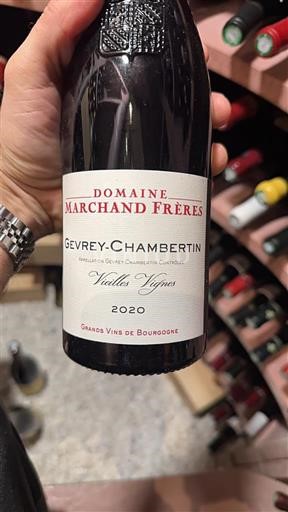 DOMAINE
MARCHAND FRÈRES
GEVREY-CHAMBERTIN
APPELLATION GEVREY-CHAMBERTIN CONTRÔLÉE
Vieilles Vignes
2020
GRANDS VINS DE BOURGOGNE